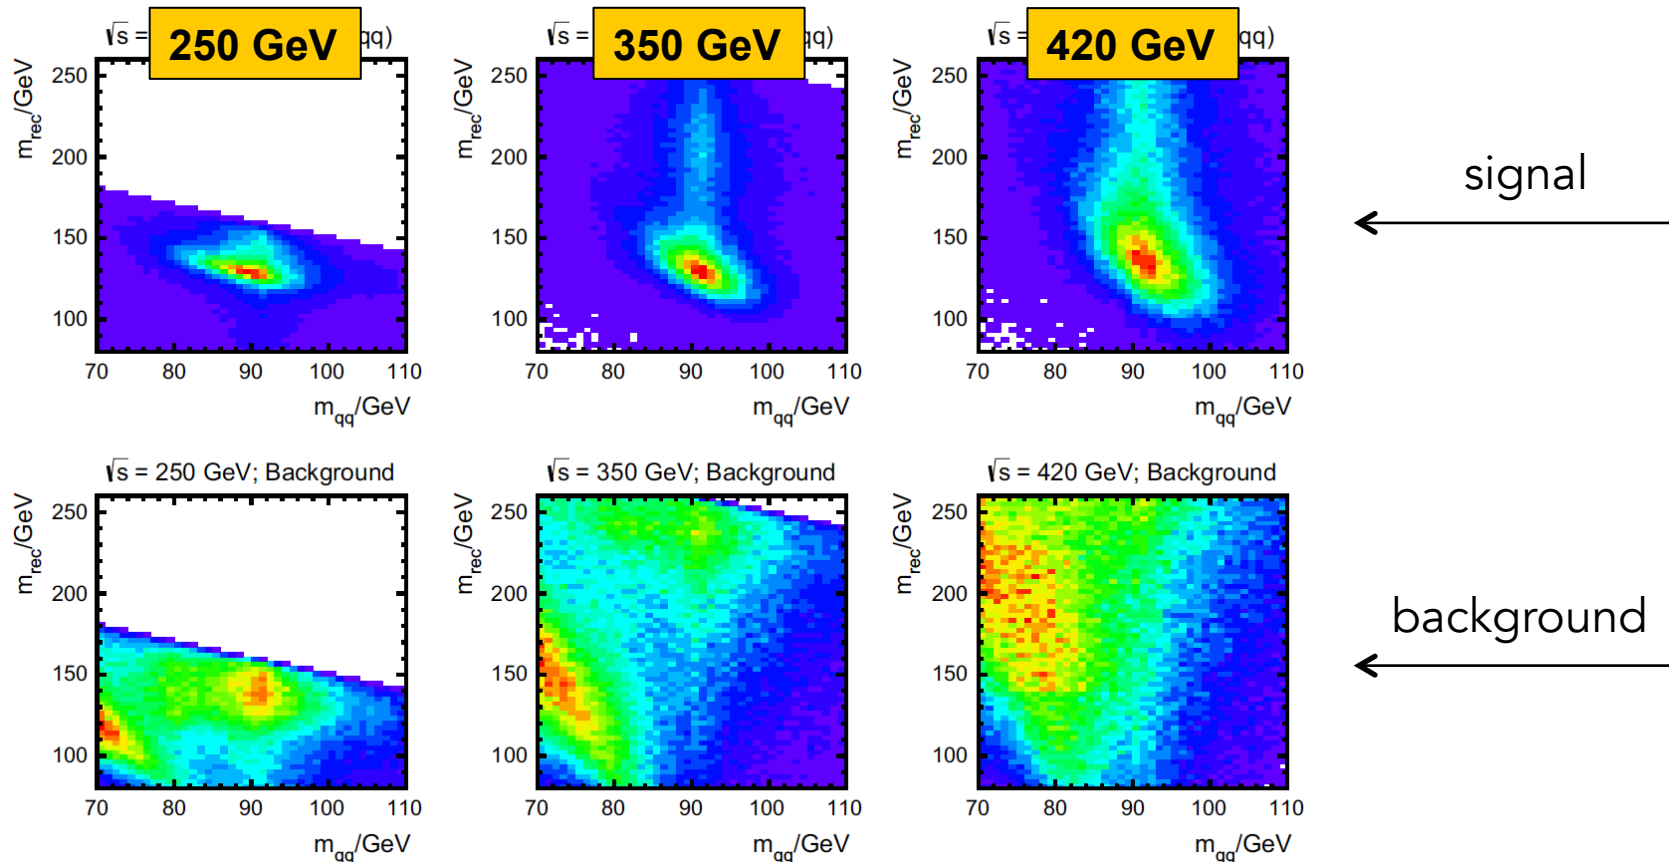 √s = 250 GeV qq)
√s = 350 GeV qq)
√s = 420 GeV qq)
m_rec/GeV
250
200
150
100
70 80 90 100 110
m_qq/GeV
m_rec/GeV
250
200
150
100
70 80 90 100 110
m_qq/GeV
m_rec/GeV
250
200
150
100
70 80 90 100 110
m_qq/GeV
signal
√s = 250 GeV; Background
m_rec/GeV
250
200
150
100
70 80 90 100 110
m_qq/GeV
√s = 350 GeV; Background
m_rec/GeV
250
200
150
100
70 80 90 100 110
m_qq/GeV
√s = 420 GeV; Background
m_rec/GeV
250
200
150
100
70 80 90 100 110
m_qq/GeV
background